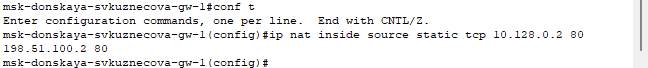 msk-donskaya-svkuznecova-gw-1#conf t
Enter configuration commands, one per line.  End with CNTL/Z.
msk-donskaya-svkuznecova-gw-1(config)#ip nat inside source static tcp 10.128.0.2 80
198.51.100.2 80
msk-donskaya-svkuznecova-gw-1(config)#